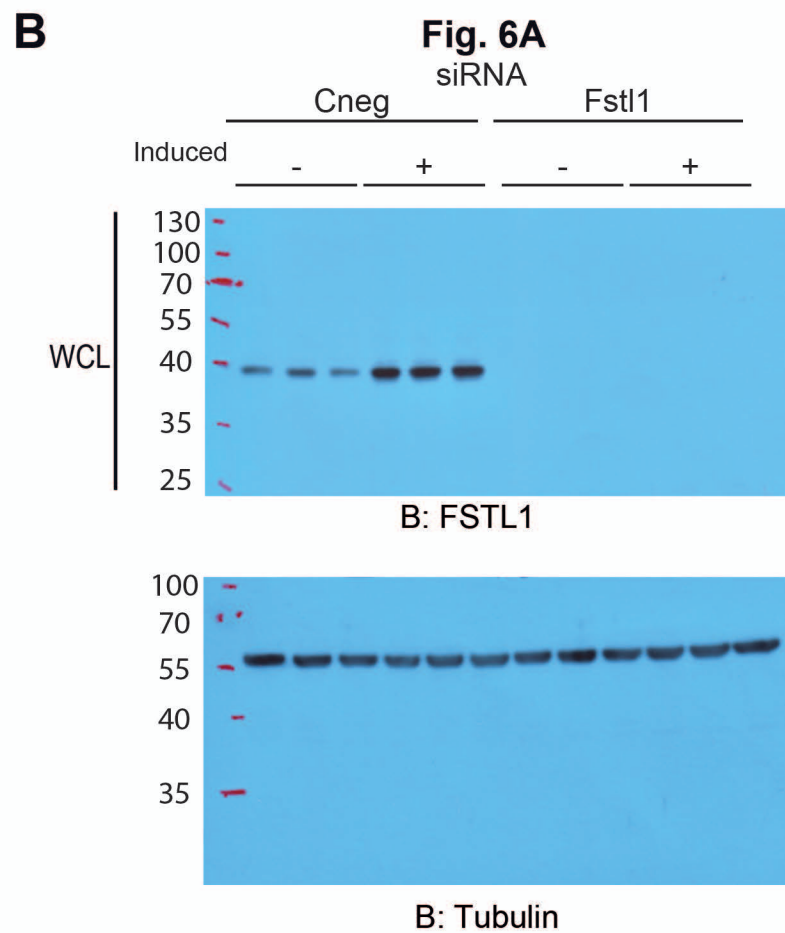 B
Fig. 6A
siRNA
Cneg Fstl1
Induced - + - +
130
100
70
55
WCL 40
35
25
B: FSTL1
100
70
55
40
35
B: Tubulin